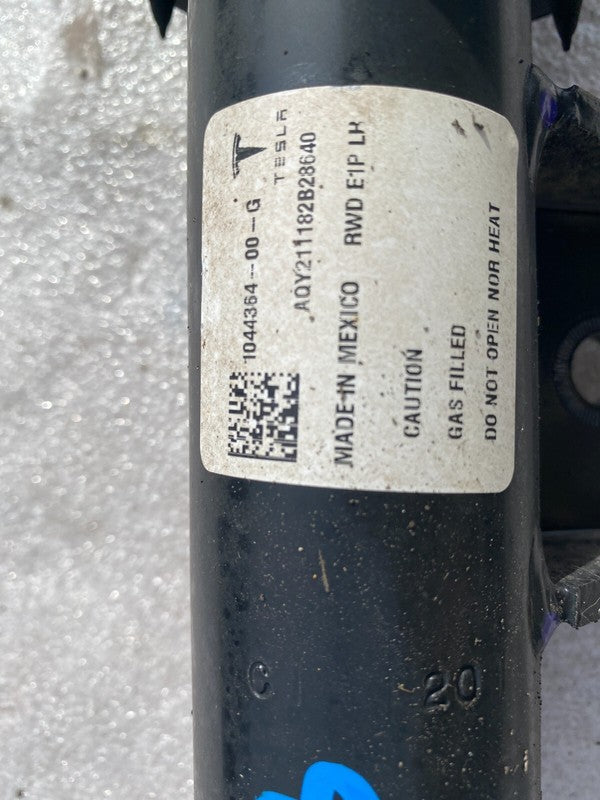 TESLA
1044364-00-G
AQY211182B28640
MADE IN MEXICO RWD E1P LH
CAUTION
GAS FILLED
DO NOT OPEN NOR HEAT
C 20